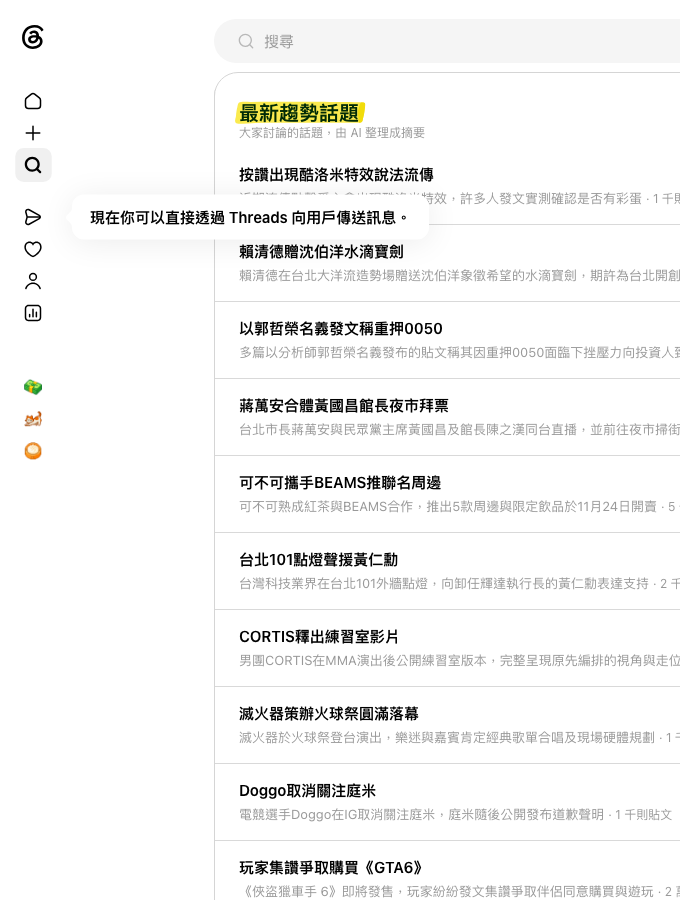 搜尋
最新趨勢話題
大家討論的話題，由 AI 整理成摘要
按讚出現酷洛米特效說法流傳
特效，許多人發文實測確認是否有彩蛋 · 1 千則
現在你可以直接透過 Threads 向用戶傳送訊息。
賴清德贈沈伯洋水滴寶劍
賴清德在台北大洋流造勢場贈送沈伯洋象徵希望的水滴寶劍，期許為台北開創
以郭哲榮名義發文稱重押0050
多篇以分析師郭哲榮名義發布的貼文稱其因重押0050面臨下挫壓力向投資人致
蔣萬安合體黃國昌館長夜市拜票
台北市長蔣萬安與民眾黨主席黃國昌及館長陳之漢同台直播，並前往夜市掃街
可不可攜手BEAMS推聯名周邊
可不可熟成紅茶與BEAMS合作，推出5款周邊與限定飲品於11月24日開賣 · 5
台北101點燈聲援黃仁勳
台灣科技業界在台北101外牆點燈，向卸任輝達執行長的黃仁勳表達支持 · 2 千
CORTIS釋出練習室影片
男團CORTIS在MMA演出後公開練習室版本，完整呈現原先編排的視角與走位
滅火器策辦火球祭圓滿落幕
滅火器於火球祭登台演出，樂迷與嘉賓肯定經典歌單合唱及現場硬體規劃 · 1 千
Doggo取消關注庭米
電競選手Doggo在IG取消關注庭米，庭米隨後公開發布道歉聲明 · 1 千則貼文
玩家集讚爭取購買《GTA6》
《俠盜獵車手 6》即將發售，玩家紛紛發文集讚爭取伴侶同意購買與遊玩 · 2 萬